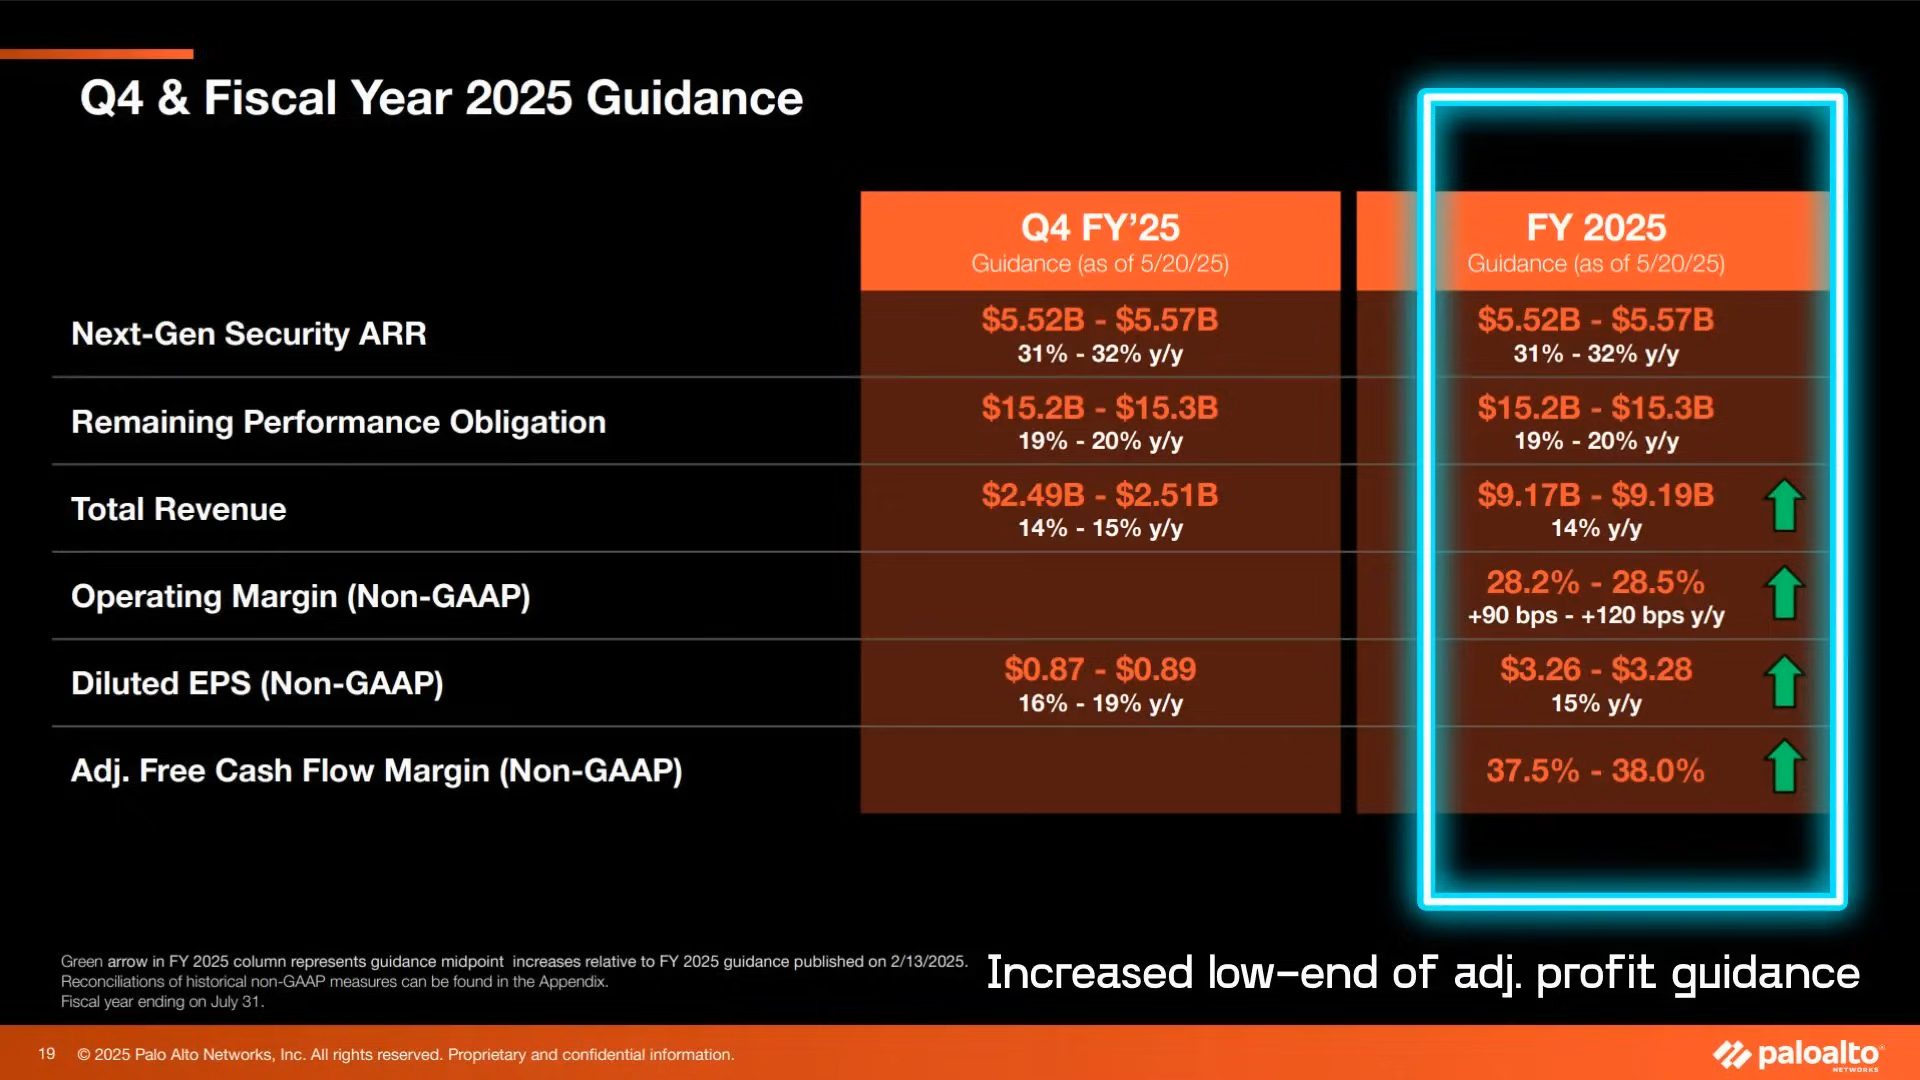 Q4 & Fiscal Year 2025 Guidance
Q4 FY’25
Guidance (as of 5/20/25)
FY 2025
Guidance (as of 5/20/25)
Next-Gen Security ARR
$5.52B - $5.57B
31% - 32% y/y
$5.52B - $5.57B
31% - 32% y/y
Remaining Performance Obligation
$15.2B - $15.3B
19% - 20% y/y
$15.2B - $15.3B
19% - 20% y/y
Total Revenue
$2.49B - $2.51B
14% - 15% y/y
$9.17B - $9.19B
14% y/y
Operating Margin (Non-GAAP)
28.2% - 28.5%
+90 bps - +120 bps y/y
Diluted EPS (Non-GAAP)
$0.87 - $0.89
16% - 19% y/y
$3.26 - $3.28
15% y/y
Adj. Free Cash Flow Margin (Non-GAAP)
37.5% - 38.0%
Green arrow in FY 2025 column represents guidance midpoint increases relative to FY 2025 guidance published on 2/13/2025.
Reconciliations of historical non-GAAP measures can be found in the Appendix.
Fiscal year ending on July 31.
Increased low-end of adj. profit guidance
19 © 2025 Palo Alto Networks, Inc. All rights reserved. Proprietary and confidential information.
paloalto
NETWORKS